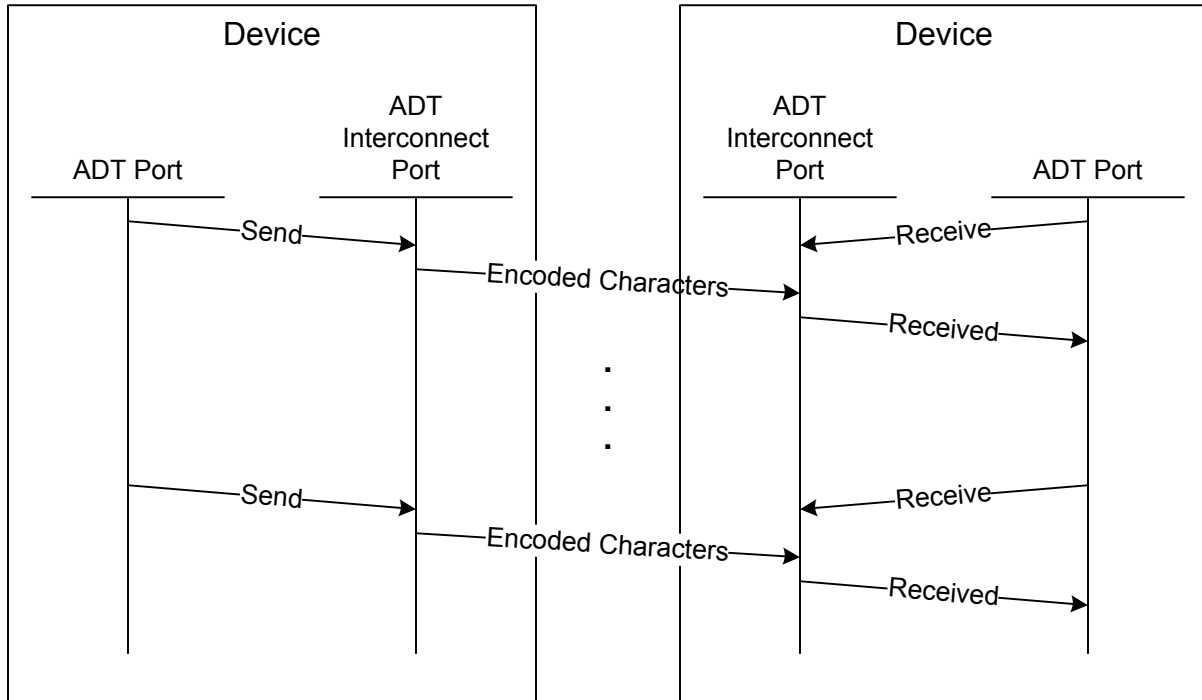 Device
Device
ADT
Interconnect
Port
ADT
Interconnect
Port
ADT Port
ADT Port
Send
Receive
Encoded Characters
Received
.
.
.
Send
Receive
Encoded Characters
Received